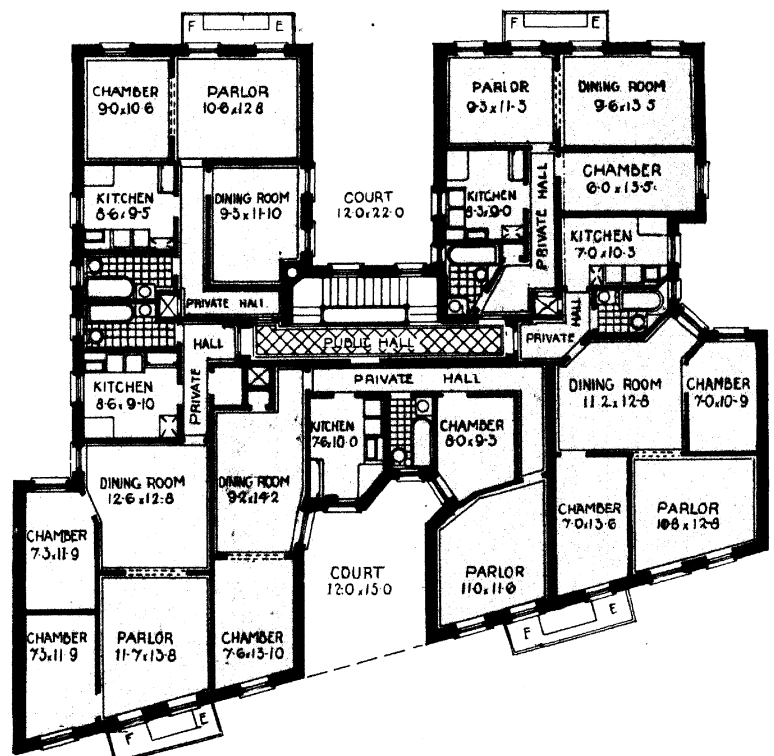 F E
F E
CHAMBER
9-0 x 10-6
PARLOR
10-8 x 12-8
PARLOR
9-3 x 11-3
DINING ROOM
9-6 x 13-5
KITCHEN
8-6 x 9-5
DINING ROOM
9-3 x 11-10
COURT
12-0 x 22-0
KITCHEN
8-3 x 9-0
PRIVATE HALL
CHAMBER
6-0 x 13-5
KITCHEN
7-0 x 10-3
PRIVATE HALL
HALL
PRIVATE
PUBLIC HALL
PRIVATE
HALL
KITCHEN
8-6 x 9-10
PRIVATE HALL
KITCHEN
7-6 x 10-0
CHAMBER
8-0 x 9-3
DINING ROOM
11-2 x 12-8
CHAMBER
7-0 x 10-9
DINING ROOM
12-6 x 12-8
DINING ROOM
9-2 x 14-2
CHAMBER
7-3 x 11-9
CHAMBER
7-0 x 13-6
PARLOR
10-8 x 12-8
COURT
12-0 x 15-0
PARLOR
11-0 x 11-6
CHAMBER
7-3 x 11-9
PARLOR
11-7 x 13-8
CHAMBER
7-6 x 13-10
F E
F E